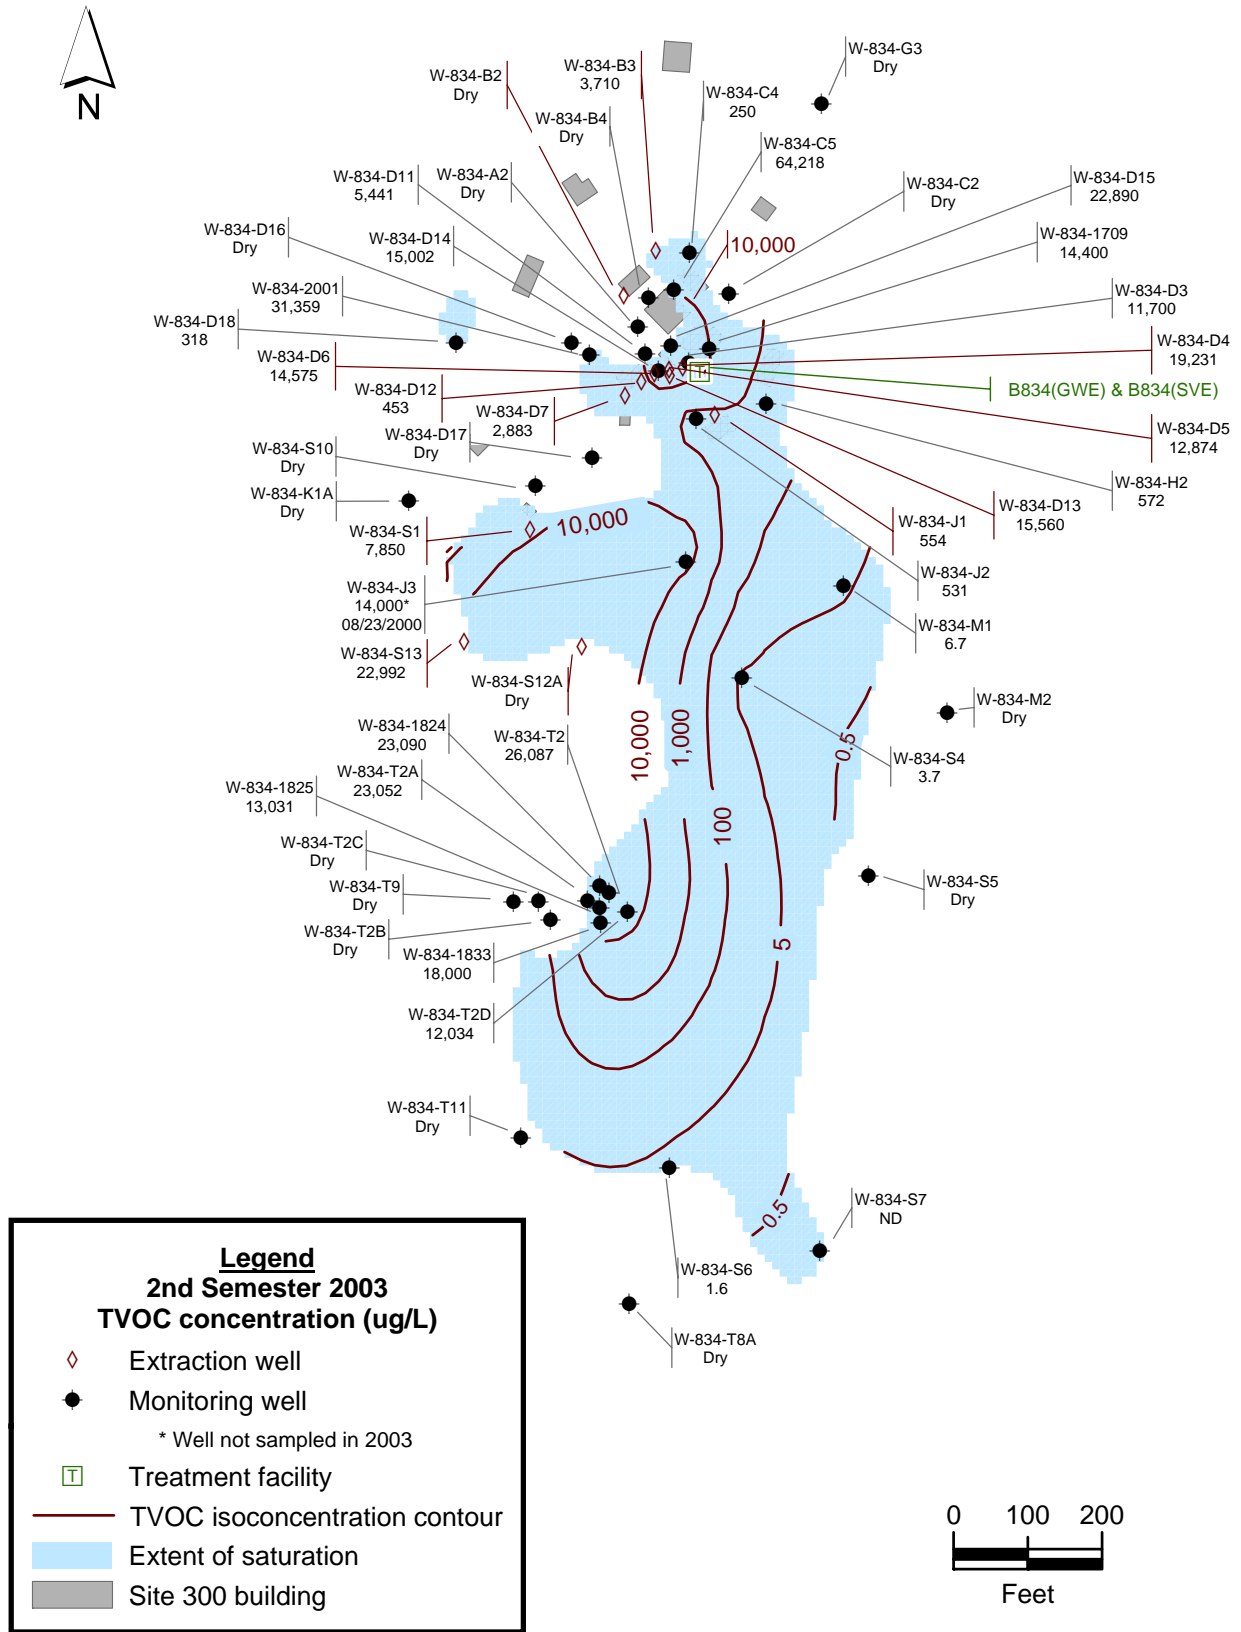 N
W-834-G3
Dry
W-834-B3
3,710
W-834-B2
Dry
W-834-C4
250
W-834-B4
Dry
W-834-C5
64,218
W-834-D11
5,441
W-834-A2
Dry
W-834-C2
Dry
W-834-D15
22,890
W-834-D16
Dry
W-834-D14
15,002
10,000
W-834-1709
14,400
W-834-2001
31,359
W-834-D3
11,700
W-834-D18
318
W-834-D6
14,575
W-834-D4
19,231
T
B834(GWE) & B834(SVE)
W-834-D12
453
W-834-D7
2,883
W-834-D17
Dry
W-834-D5
12,874
W-834-S10
Dry
W-834-H2
572
W-834-K1A
Dry
W-834-D13
15,560
W-834-S1
7,850
10,000
W-834-J1
554
W-834-J3
14,000*
08/23/2000
W-834-J2
531
W-834-M1
6.7
W-834-S13
22,992
W-834-S12A
Dry
W-834-M2
Dry
W-834-1824
23,090
W-834-T2
26,087
10,000
1,000
0.5
W-834-S4
3.7
W-834-T2A
23,052
W-834-1825
13,031
100
W-834-T2C
Dry
W-834-T9
Dry
W-834-S5
Dry
W-834-T2B
Dry
W-834-1833
18,000
5
W-834-T2D
12,034
W-834-T11
Dry
W-834-S7
ND
0.5
W-834-S6
1.6
W-834-T8A
Dry
Legend
2nd Semester 2003
TVOC concentration (ug/L)
Extraction well
Monitoring well
* Well not sampled in 2003
T Treatment facility
TVOC isoconcentration contour
Extent of saturation
Site 300 building
0 100 200
Feet